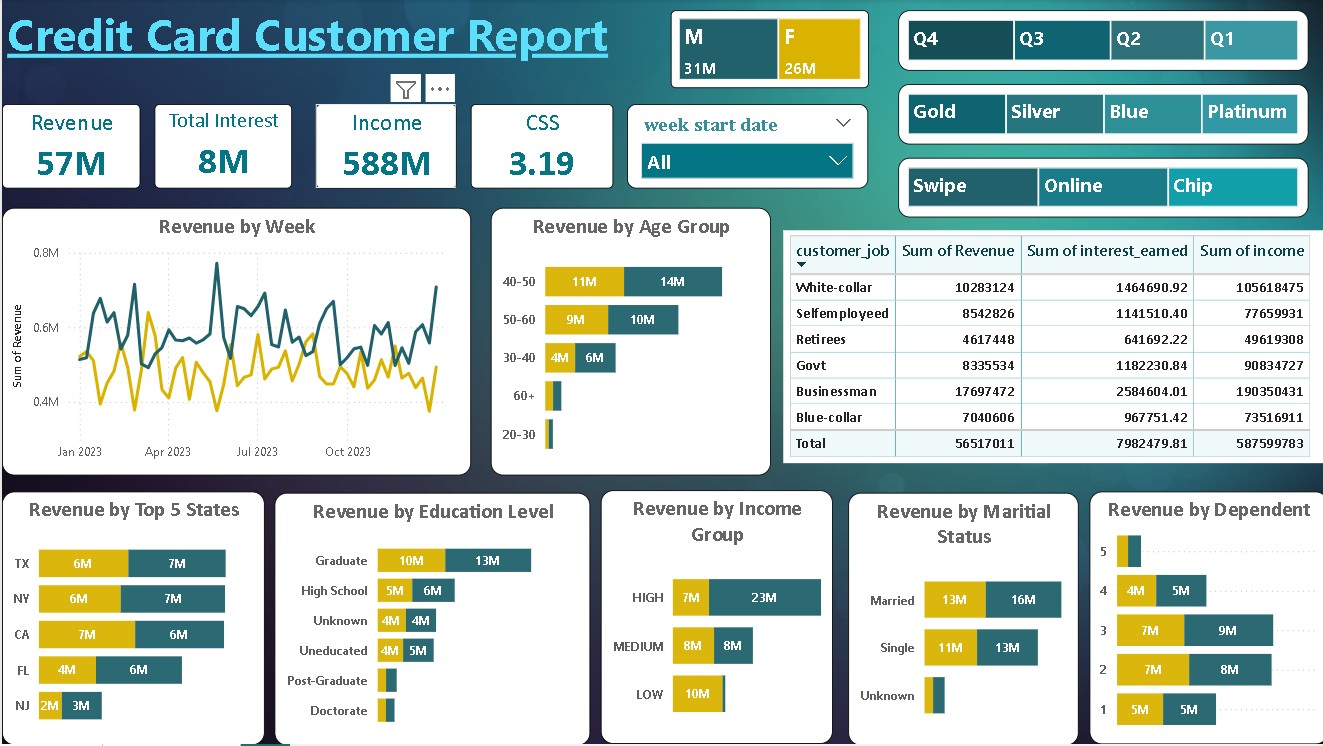 Credit Card Customer Report
M
31M
F
26M
Q4 Q3 Q2 Q1
Gold Silver Blue Platinum
Swipe Online Chip
Revenue
57M
Total Interest
8M
Income
588M
CSS
3.19
week start date
All
Revenue by Week
Sum of Revenue
0.8M
0.6M
0.4M
Jan 2023 Apr 2023 Jul 2023 Oct 2023
Revenue by Age Group
40-50 11M 14M
50-60 9M 10M
30-40 4M 6M
60+
20-30
customer_job Sum of Revenue Sum of interest_earned Sum of income
White-collar 10283124 1464690.92 105618475
Selfemployeed 8542826 1141510.40 77659931
Retirees 4617448 641692.22 49619308
Govt 8335534 1182230.84 90834727
Businessman 17697472 2584604.01 190350431
Blue-collar 7040606 967751.42 73516911
Total 56517011 7982479.81 587599783
Revenue by Top 5 States
TX 6M 7M
NY 6M 7M
CA 7M 6M
FL 4M 6M
NJ 2M 3M
Revenue by Education Level
Graduate 10M 13M
High School 5M 6M
Unknown 4M 4M
Uneducated 4M 5M
Post-Graduate
Doctorate
Revenue by Income
Group
HIGH 7M 23M
MEDIUM 8M 8M
LOW 10M
Revenue by Maritial
Status
Married 13M 16M
Single 11M 13M
Unknown
Revenue by Dependent
5
4 4M 5M
3 7M 9M
2 7M 8M
1 5M 5M